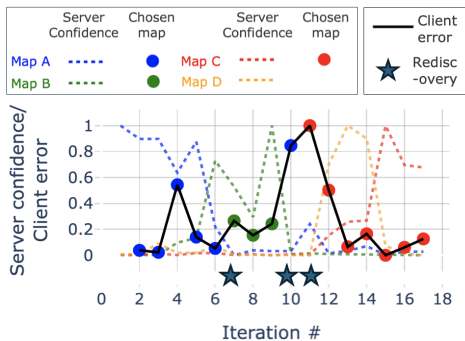 Server Confidence Chosen map Server Confidence Chosen map
Map A Map C
Map B Map D
Client error
Redisc -overy
Server confidence/
Client error
1
0.8
0.6
0.4
0.2
0
0 2 4 6 8 10 12 14 16 18
Iteration #